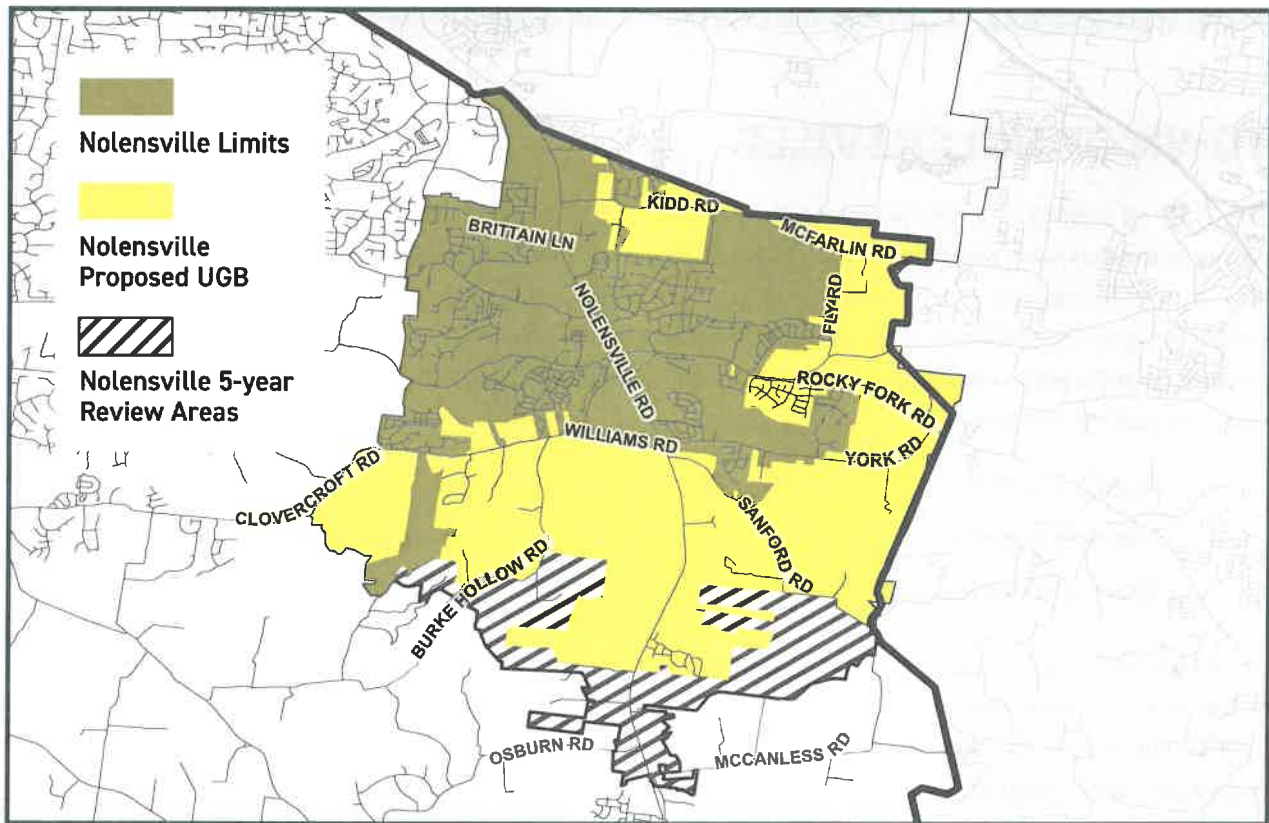 Nolensville Limits
Nolensville
Proposed UGB
Nolensville 5-year
Review Areas
KIDD RD
BRITTAIN LN
MCFARLIN RD
NOLENSVILLE RD
FLY RD
ROCKY FORK RD
WILLIAMS RD
YORK RD
CLOVERCROFT RD
SANFORD RD
BURKE HOLLOW RD
OSBURN RD
MCCANLESS RD